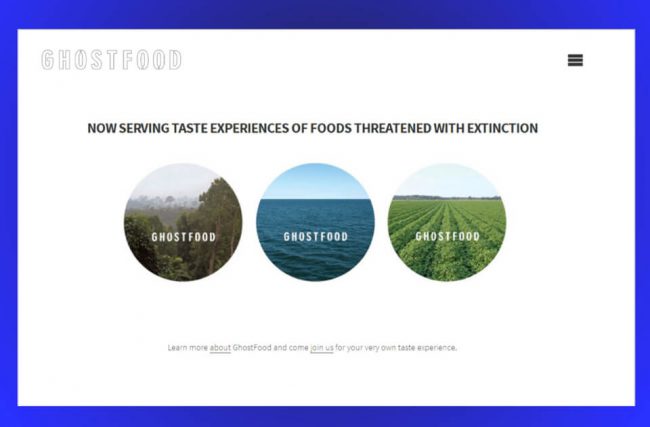 GHOSTFOOD
NOW SERVING TASTE EXPERIENCES OF FOODS THREATENED WITH EXTINCTION
GHOSTFOOD
GHOSTFOOD
GHOSTFOOD
Learn more about GhostFood and come join us for your very own taste experience.